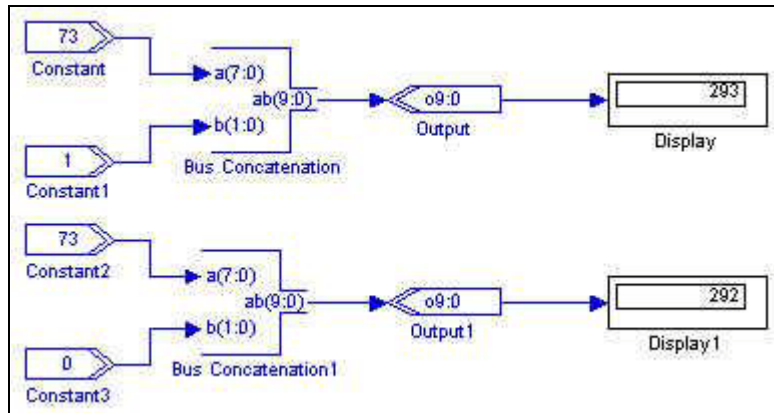 73
Constant
a(7:0)
ab(9:0)
b(1:0)
Bus Concatenation
o9:0
Output
293
Display
1
Constant1
73
Constant2
a(7:0)
ab(9:0)
b(1:0)
Bus Concatenation1
o9:0
Output1
292
Display1
0
Constant3